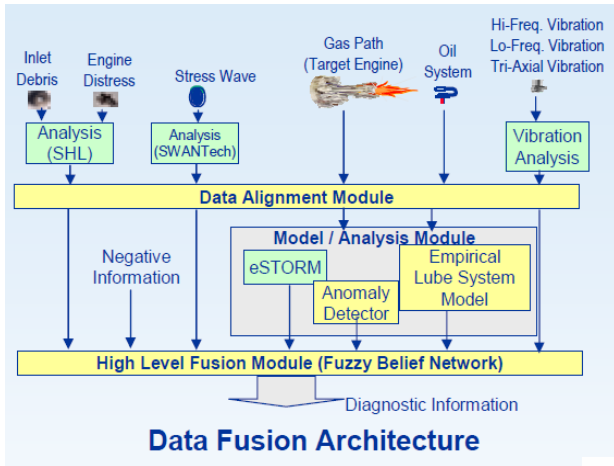 Inlet
Debris
Engine
Distress
Stress Wave
Gas Path
(Target Engine)
Oil
System
Hi-Freq. Vibration
Lo-Freq. Vibration
Tri-Axial Vibration
Analysis
(SHL)
Analysis
(SWANTech)
Vibration
Analysis
Data Alignment Module
Negative
Information
Model / Analysis Module
eSTORM
Anomaly
Detector
Empirical
Lube System
Model
High Level Fusion Module (Fuzzy Belief Network)
Diagnostic Information
Data Fusion Architecture